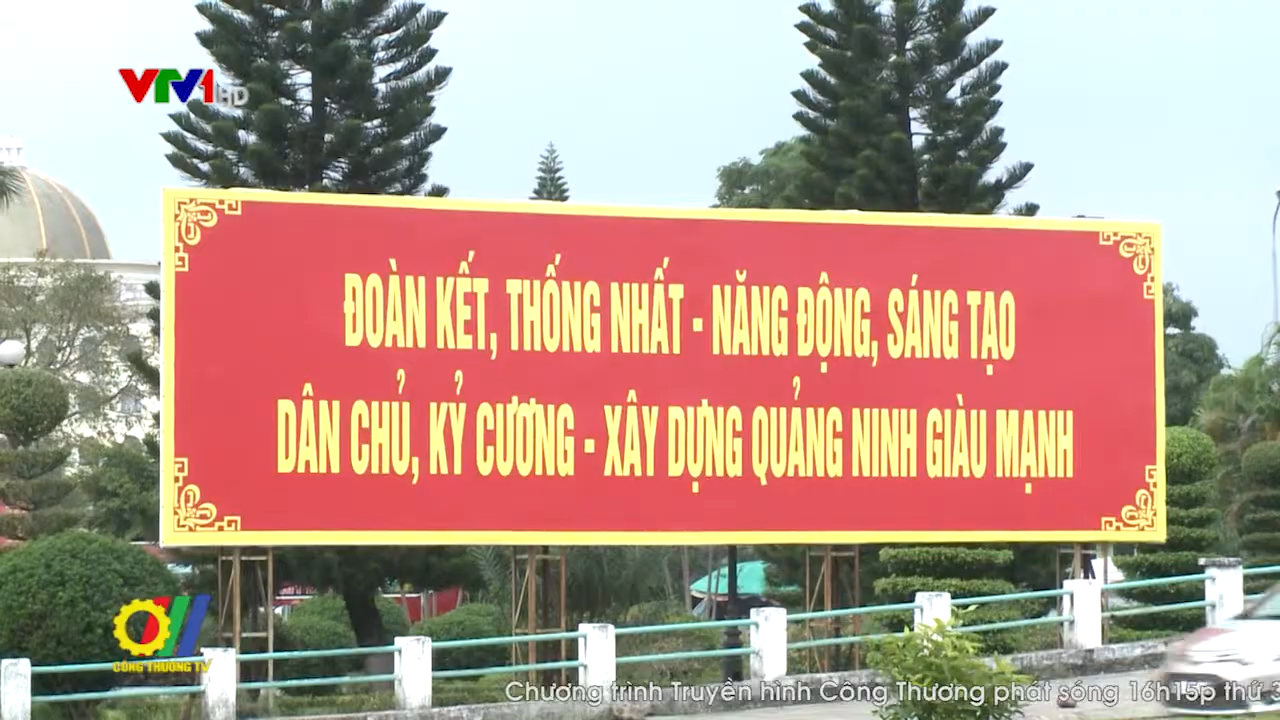 VTV1 HD
ĐOÀN KẾT, THỐNG NHẤT - NĂNG ĐỘNG, SÁNG TẠO
DÂN CHỦ, KỶ CƯƠNG - XÂY DỰNG QUẢNG NINH GIÀU MẠNH
CÔNG THƯƠNG TV
Chương trình Truyền hình Công Thương phát sóng 16h15p thứ 3